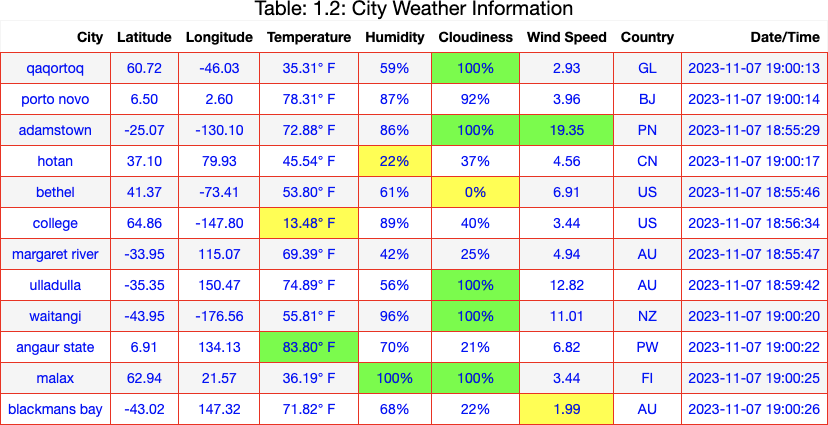 Table: 1.2: City Weather Information
City Latitude Longitude Temperature Humidity Cloudiness Wind Speed Country Date/Time
qaqortoq 60.72 -46.03 35.31° F 59% 100% 2.93 GL 2023-11-07 19:00:13
porto novo 6.50 2.60 78.31° F 87% 92% 3.96 BJ 2023-11-07 19:00:14
adamstown -25.07 -130.10 72.88° F 86% 100% 19.35 PN 2023-11-07 18:55:29
hotan 37.10 79.93 45.54° F 22% 37% 4.56 CN 2023-11-07 19:00:17
bethel 41.37 -73.41 53.80° F 61% 0% 6.91 US 2023-11-07 18:55:46
college 64.86 -147.80 13.48° F 89% 40% 3.44 US 2023-11-07 18:56:34
margaret river -33.95 115.07 69.39° F 42% 25% 4.94 AU 2023-11-07 18:55:47
ulladulla -35.35 150.47 74.89° F 56% 100% 12.82 AU 2023-11-07 18:59:42
waitangi -43.95 -176.56 55.81° F 96% 100% 11.01 NZ 2023-11-07 19:00:20
angaur state 6.91 134.13 83.80° F 70% 21% 6.82 PW 2023-11-07 19:00:22
malax 62.94 21.57 36.19° F 100% 100% 3.44 FI 2023-11-07 19:00:25
blackmans bay -43.02 147.32 71.82° F 68% 22% 1.99 AU 2023-11-07 19:00:26